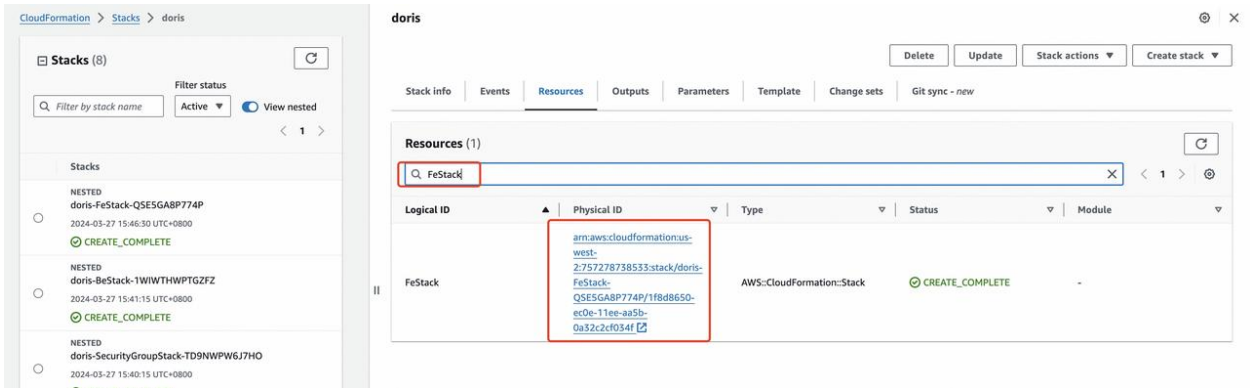 CloudFormation > Stacks > doris
Stacks (8)
Filter status
Filter by stack name
Active
View nested
1
Stacks
NESTED
doris-FeStack-QSE5GA8P774P
2024-03-27 15:46:30 UTC+0800
CREATE_COMPLETE
NESTED
doris-BeStack-1WIWTHWPTGZFZ
2024-03-27 15:41:15 UTC+0800
CREATE_COMPLETE
NESTED
doris-SecurityGroupStack-TD9NWPW6J7HO
2024-03-27 15:40:15 UTC+0800
doris
Delete Update Stack actions Create stack
Stack info Events Resources Outputs Parameters Template Change sets Git sync - new
Resources (1)
FeStack
1
Logical ID Physical ID Type Status Module
FeStack
arn:aws:cloudformation:us-
west-
2:757278738533:stack/doris-
FeStack-
QSE5GA8P774P/1f8d8650-
ec0e-11ee-aa5b-
0a32c2cf034f
AWS::CloudFormation::Stack
CREATE_COMPLETE
-